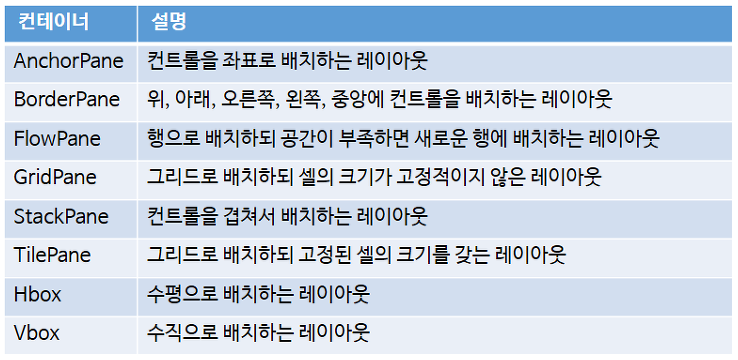 컨테이너 설명
AnchorPane 컨트롤을 좌표로 배치하는 레이아웃
BorderPane 위, 아래, 오른쪽, 왼쪽, 중앙에 컨트롤을 배치하는 레이아웃
FlowPane 행으로 배치하되 공간이 부족하면 새로운 행에 배치하는 레이아웃
GridPane 그리드로 배치하되 셀의 크기가 고정적이지 않은 레이아웃
StackPane 컨트롤을 겹쳐서 배치하는 레이아웃
TilePane 그리드로 배치하되 고정된 셀의 크기를 갖는 레이아웃
Hbox 수평으로 배치하는 레이아웃
Vbox 수직으로 배치하는 레이아웃